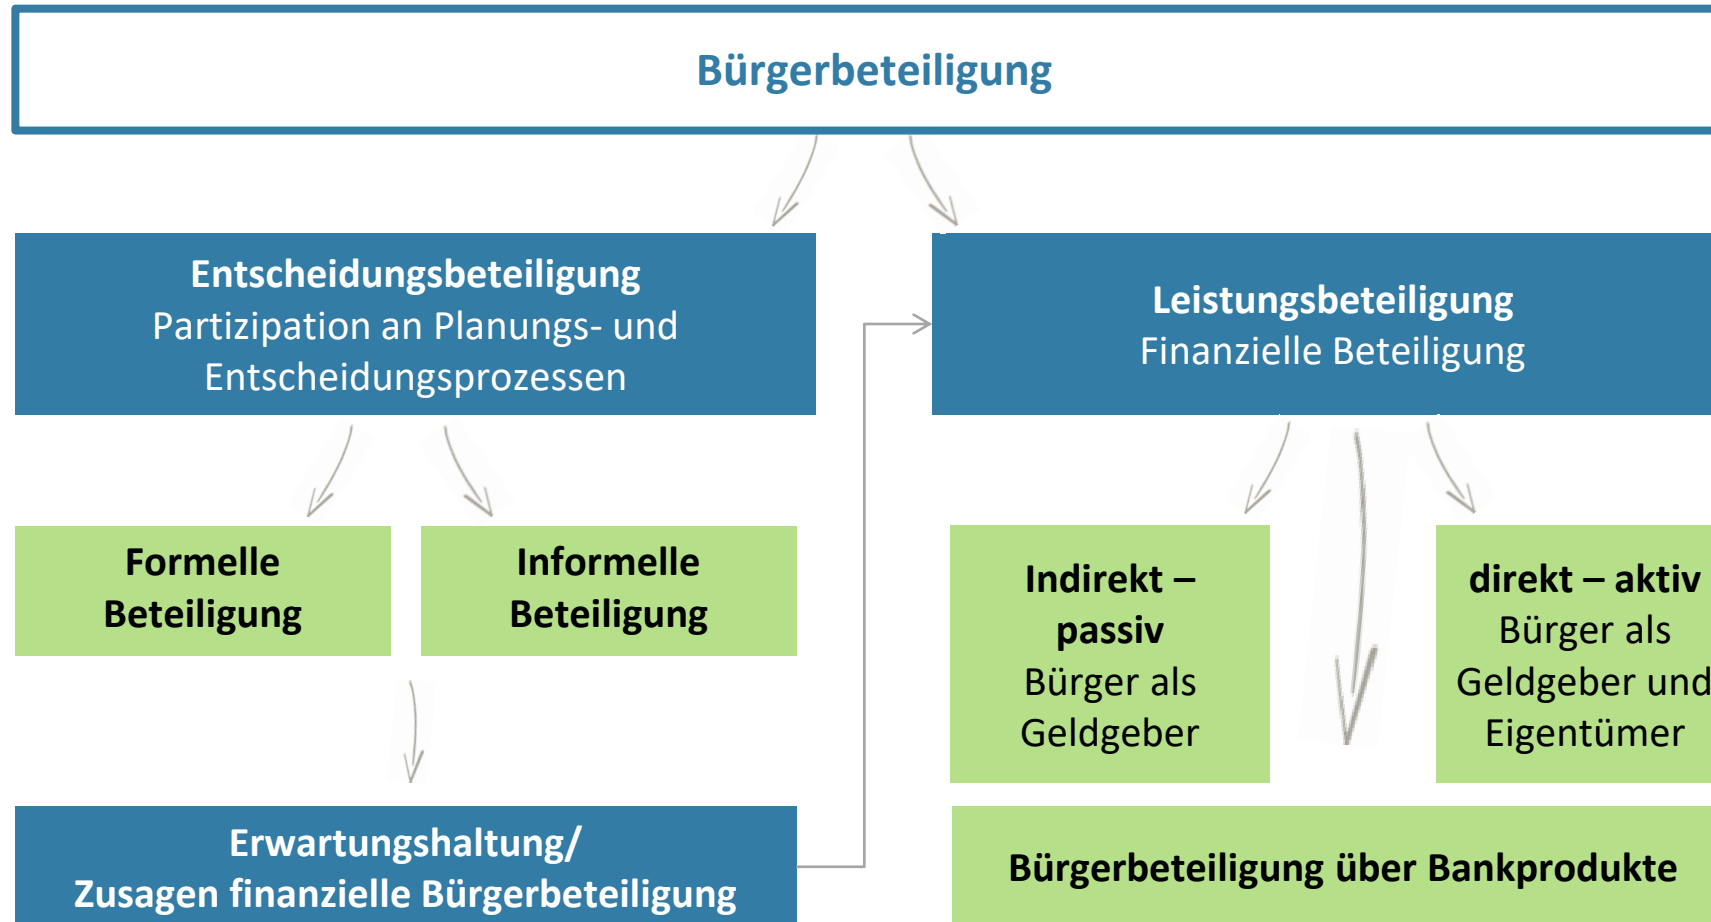 Bürgerbeteiligung
Entscheidungsbeteiligung
Partizipation an Planungs- und
Entscheidungsprozessen
Leistungsbeteiligung
Finanzielle Beteiligung
Formelle
Beteiligung
Informelle
Beteiligung
Indirekt –
passiv
Bürger als
Geldgeber
direkt – aktiv
Bürger als
Geldgeber und
Eigentümer
Erwartungshaltung/
Zusagen finanzielle Bürgerbeteiligung
Bürgerbeteiligung über Bankprodukte